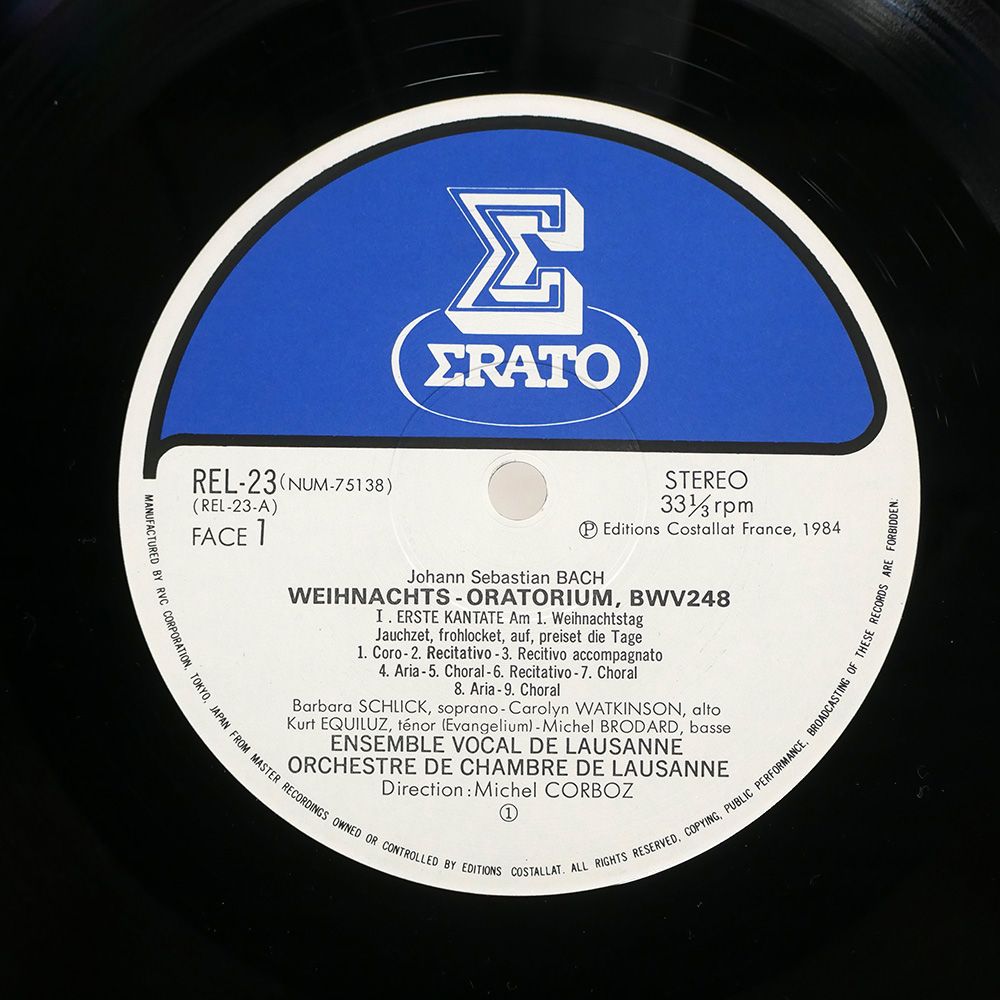 Σ
ΣRATO
REL-23 (NUM-75138)
(REL-23-A)
FACE 1
STEREO
33⅓ rpm
Ⓟ Editions Costallat France, 1984
Johann Sebastian BACH
WEIHNACHTS-ORATORIUM, BWV248
I. ERSTE KANTATE Am 1. Weihnachtstag
Jauchzet, frohlocket, auf, preiset die Tage
1. Coro-2. Recitativo-3. Recitivo accompagnato
4. Aria-5. Choral-6. Recitativo-7. Choral
8. Aria-9. Choral
Barbara SCHLICK, soprano-Carolyn WATKINSON, alto
Kurt EQUILUZ, ténor (Evangelium)-Michel BRODARD, basse
ENSEMBLE VOCAL DE LAUSANNE
ORCHESTRE DE CHAMBRE DE LAUSANNE
Direction: Michel CORBOZ
①
MANUFACTURED BY RVC CORPORATION, TOKYO, JAPAN FROM MASTER RECORDINGS OWNED OR CONTROLLED BY EDITIONS COSTALLAT. ALL RIGHTS RESERVED, COPYING, PUBLIC PERFORMANCE, BROADCASTING OF THESE RECORDS ARE FORBIDDEN.